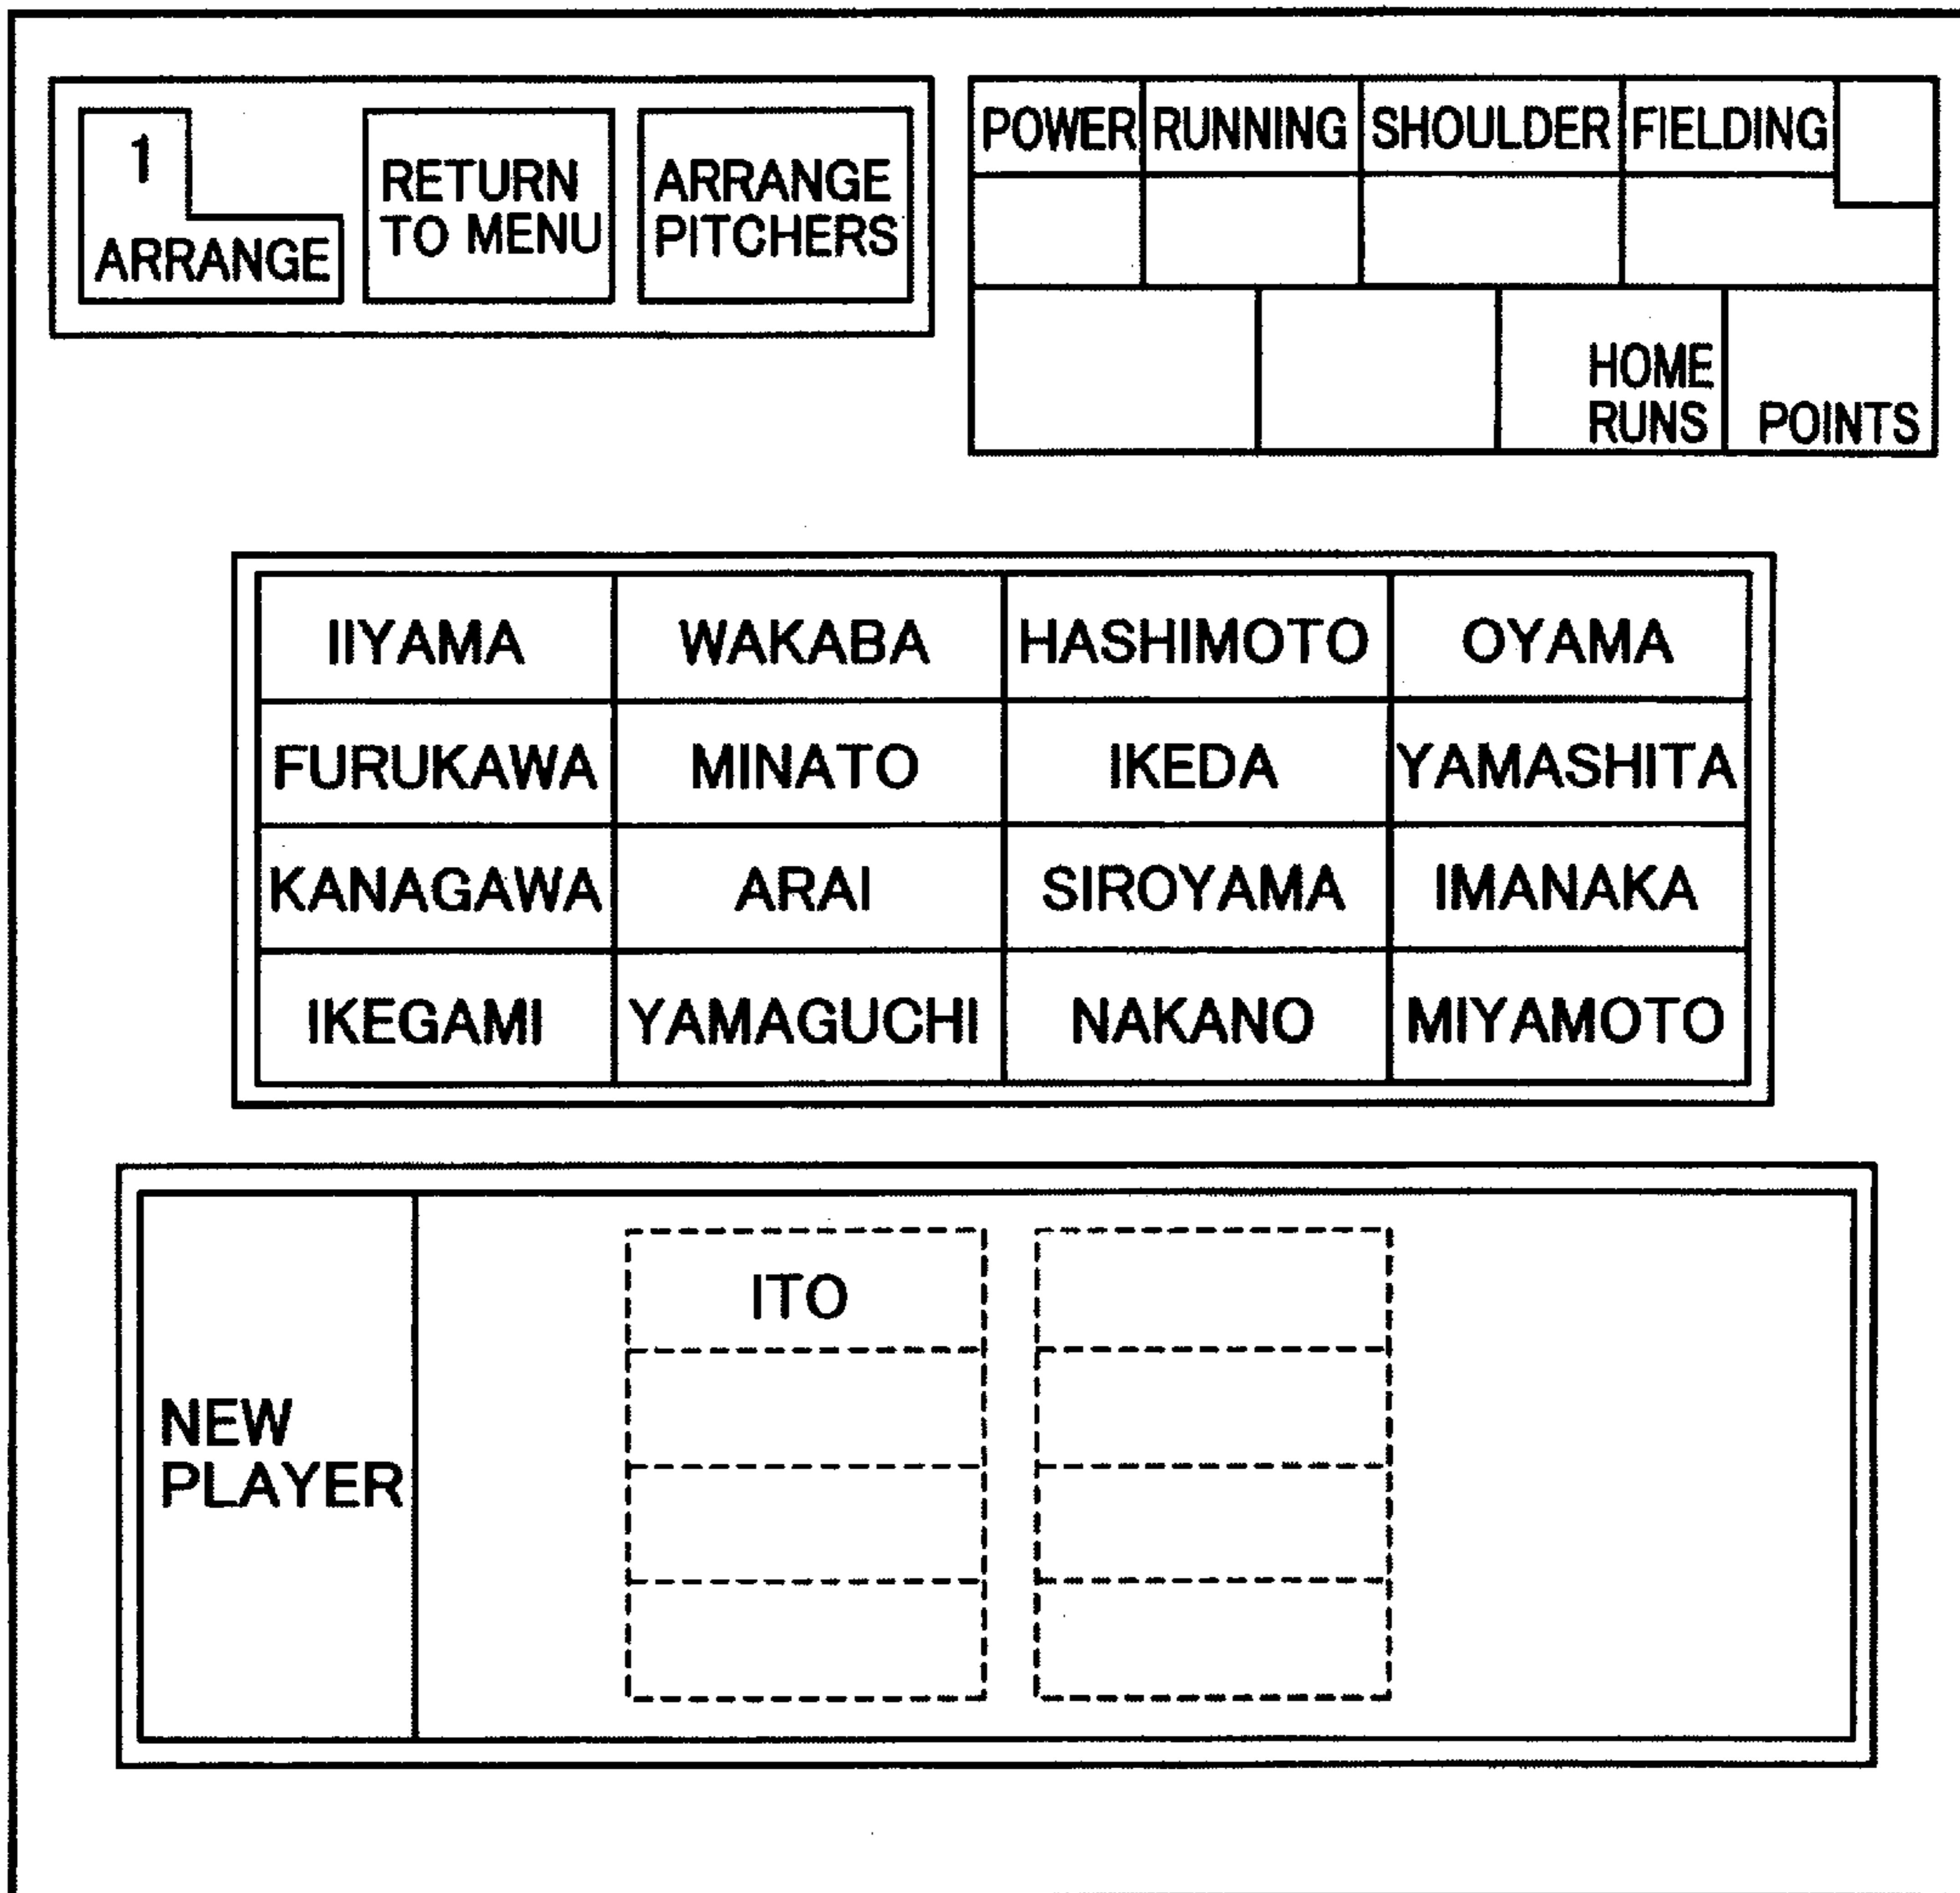 1
ARRANGE
RETURN
TO MENU
ARRANGE
PITCHERS
POWER RUNNING SHOULDER FIELDING
HOME
RUNS
POINTS
IIYAMA WAKABA HASHIMOTO OYAMA
FURUKAWA MINATO IKEDA YAMASHITA
KANAGAWA ARAI SIROYAMA IMANAKA
IKEGAMI YAMAGUCHI NAKANO MIYAMOTO
NEW
PLAYER
ITO